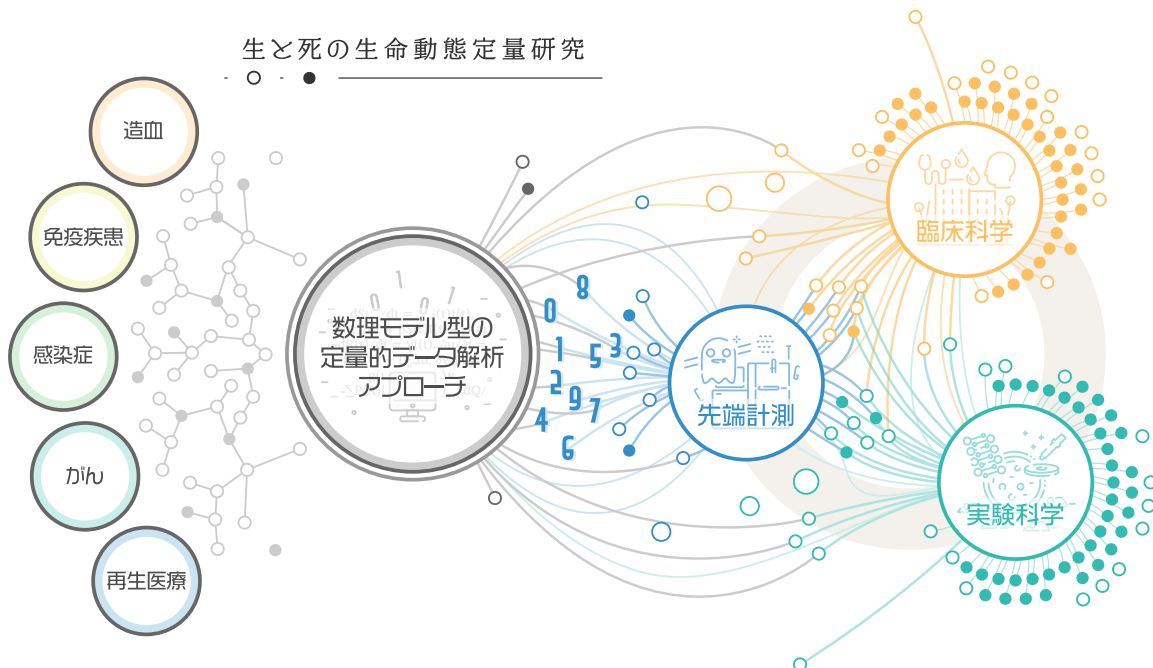 生と死の生命動態定量研究
造血
免疫疾患
感染症
がん
再生医療
数理モデル型の
定量的データ解析
アプローチ
8
0
1
5
3
2
9
7
4
6
先端計測
臨床科学
実験科学